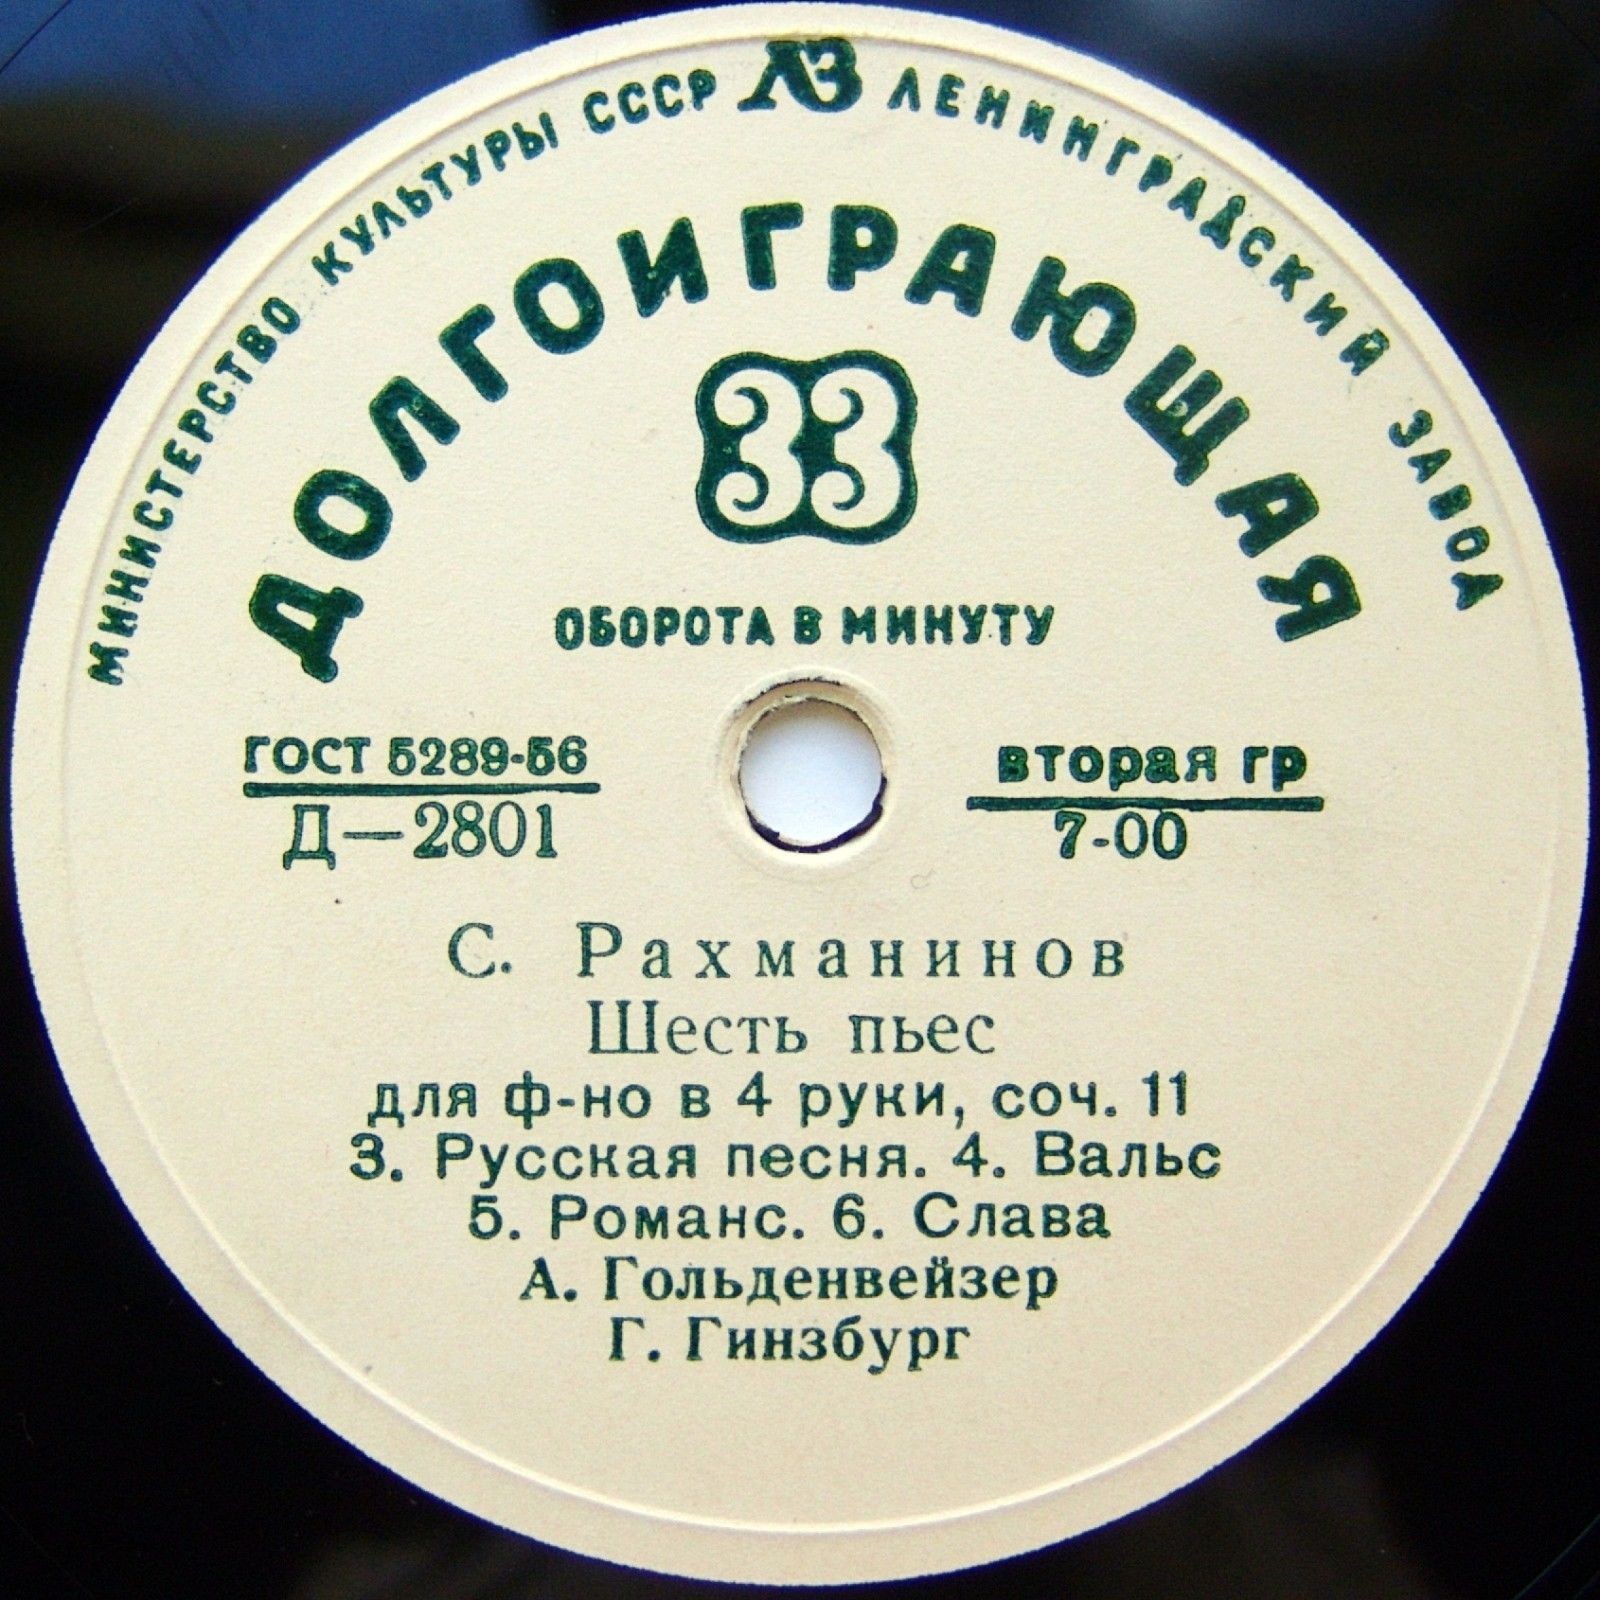 МИНИСТЕРСТВО КУЛЬТУРЫ СССР ЛЗ ЛЕНИНГРАДСКИЙ ЗАВОД
ДОЛГОИГРАЮЩАЯ
33
ОБОРОТА В МИНУТУ
ГОСТ 5289-56
Д—2801
вторая гр
7-00
С. Рахманинов
Шесть пьес
для ф-но в 4 руки, соч. 11
3. Русская песня. 4. Вальс
5. Романс. 6. Слава
А. Гольденвейзер
Г. Гинзбург